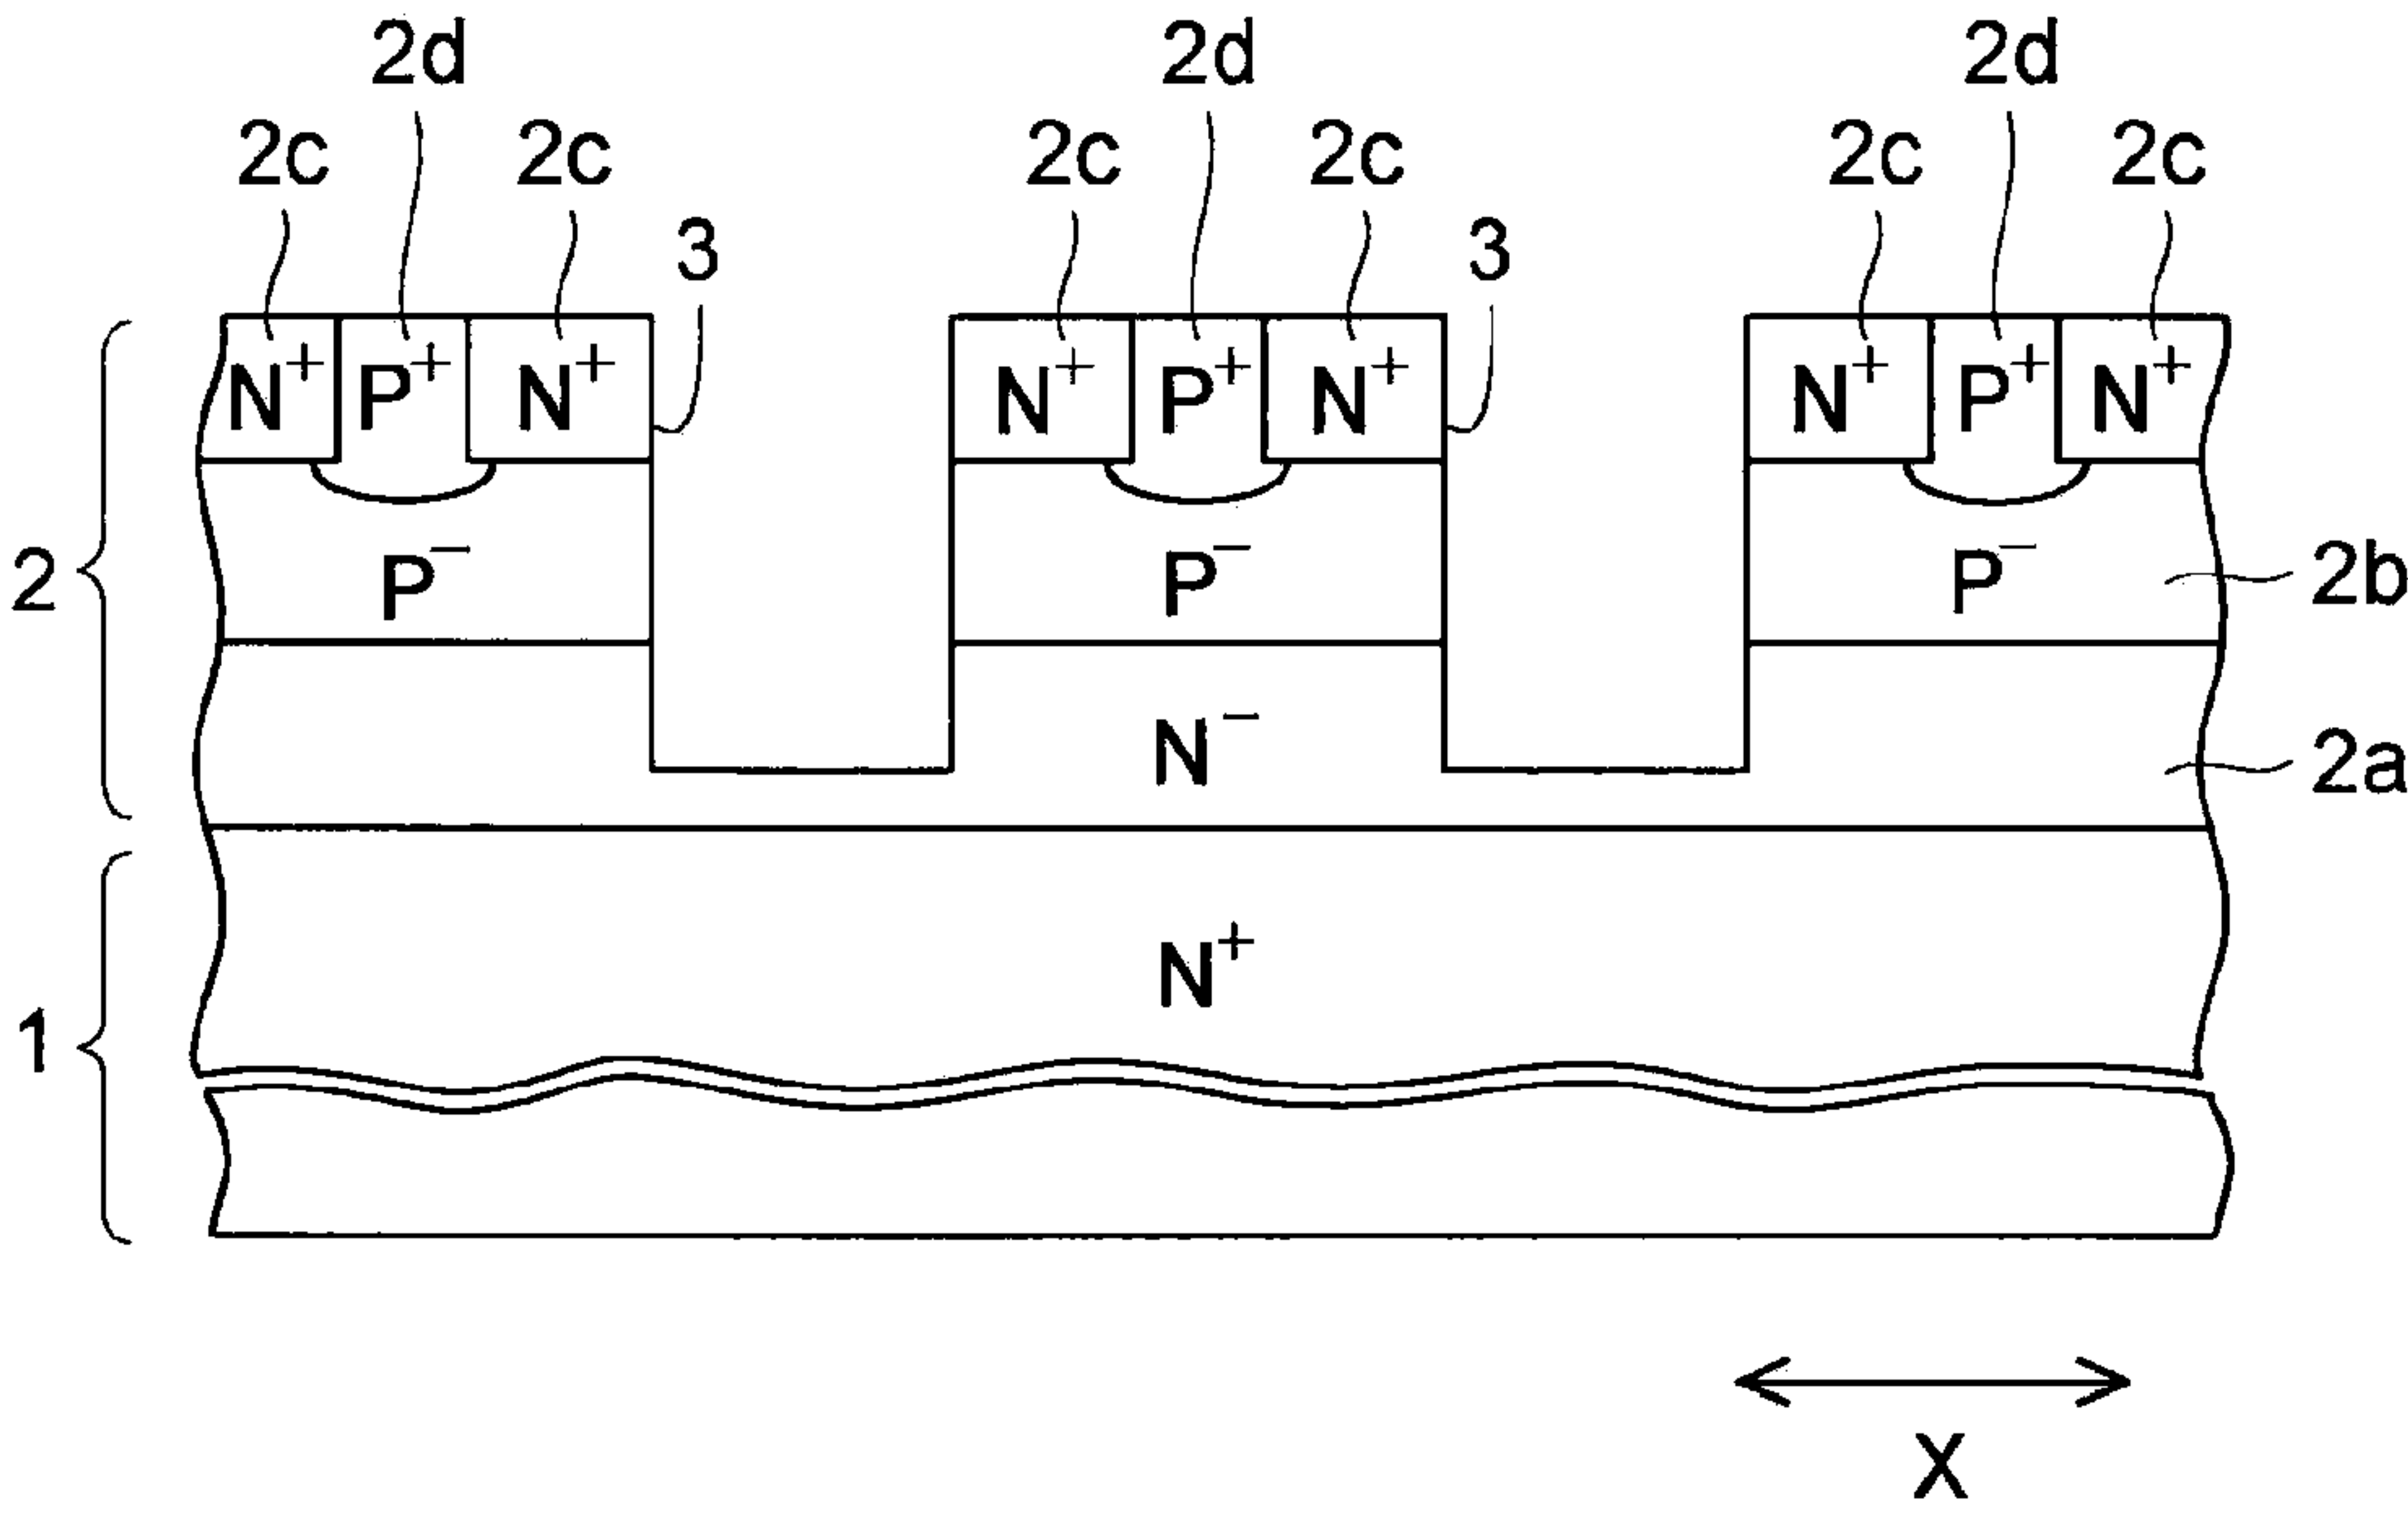 2d 2d 2d
2c 2c 2c 2c 2c 2c
3 3
N+ P+ N+ N+ P+ N+ N+ P+ N+
2 P- P- P- 2b
N- 2a
N+
1
X